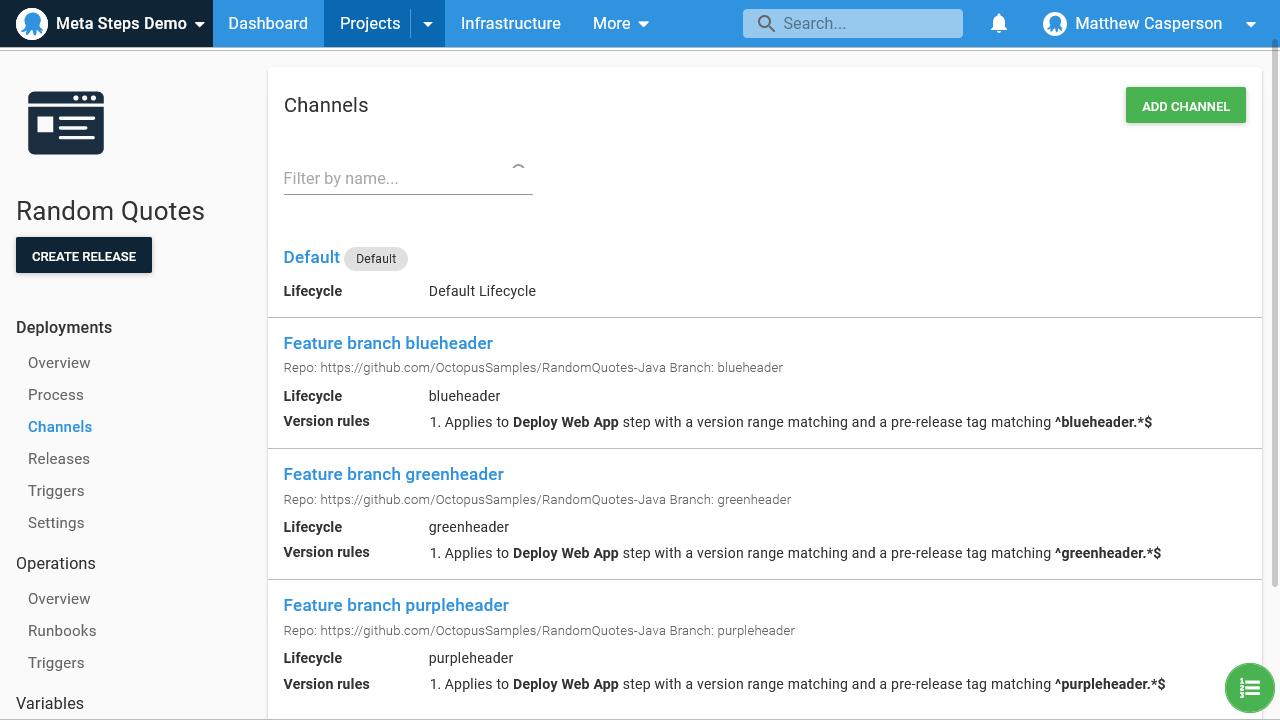 Meta Steps Demo Dashboard Projects Infrastructure More Search... Matthew Casperson
Channels
ADD CHANNEL
Filter by name...
Random Quotes
CREATE RELEASE
Deployments
Overview
Process
Channels
Releases
Triggers
Settings
Operations
Overview
Runbooks
Triggers
Variables
Default Default
Lifecycle Default Lifecycle
Feature branch blueheader
Repo: https://github.com/OctopusSamples/RandomQuotes-Java Branch: blueheader
Lifecycle blueheader
Version rules 1. Applies to Deploy Web App step with a version range matching and a pre-release tag matching ^blueheader.*$
Feature branch greenheader
Repo: https://github.com/OctopusSamples/RandomQuotes-Java Branch: greenheader
Lifecycle greenheader
Version rules 1. Applies to Deploy Web App step with a version range matching and a pre-release tag matching ^greenheader.*$
Feature branch purpleheader
Repo: https://github.com/OctopusSamples/RandomQuotes-Java Branch: purpleheader
Lifecycle purpleheader
Version rules 1. Applies to Deploy Web App step with a version range matching and a pre-release tag matching ^purpleheader.*$